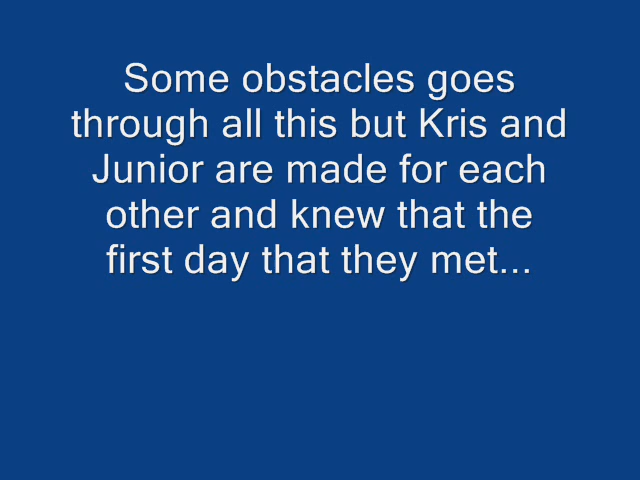 Some obstacles goes
through all this but Kris and
Junior are made for each
other and knew that the
first day that they met...